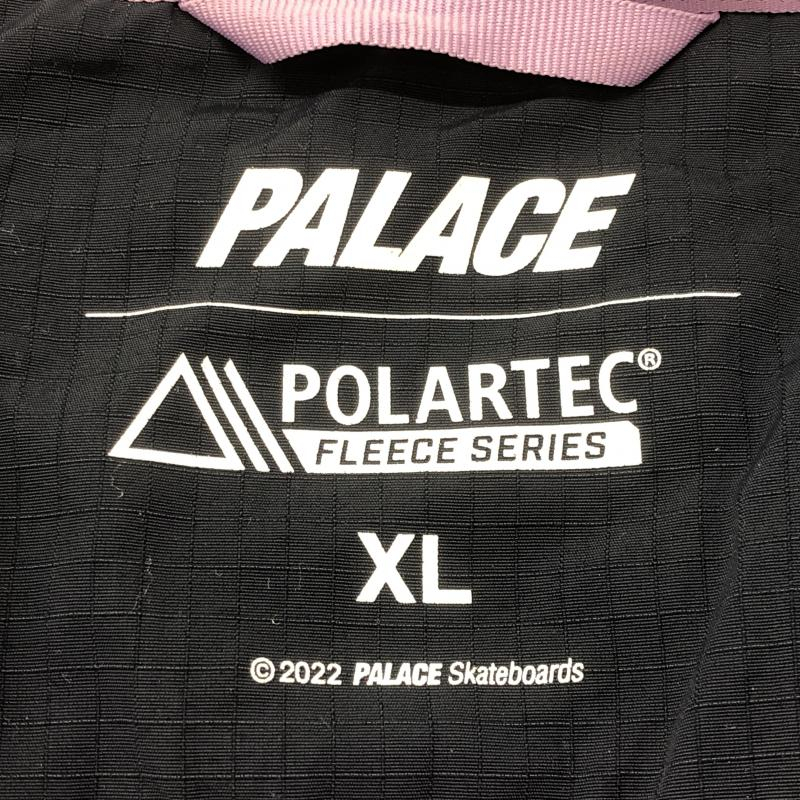 PALACE
POLARTEC®
FLEECE SERIES
XL
© 2022 PALACE Skateboards